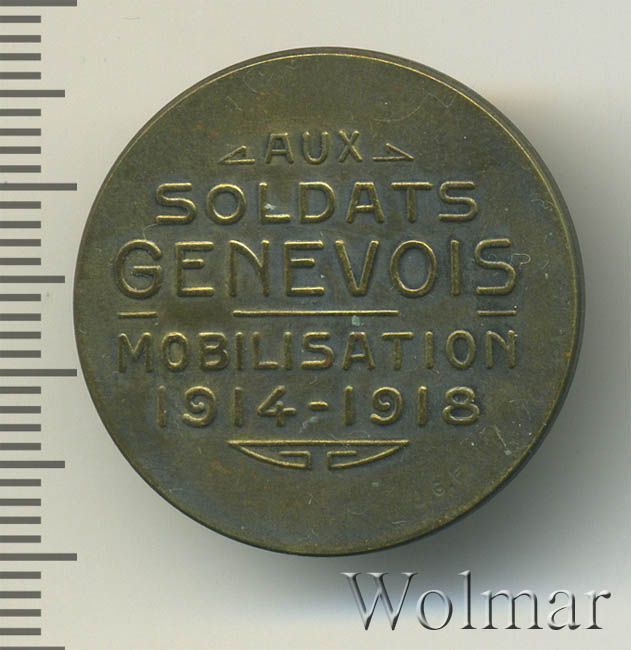 AUX
SOLDATS
GENEVOIS
MOBILISATION
1914-1918
Wolmar